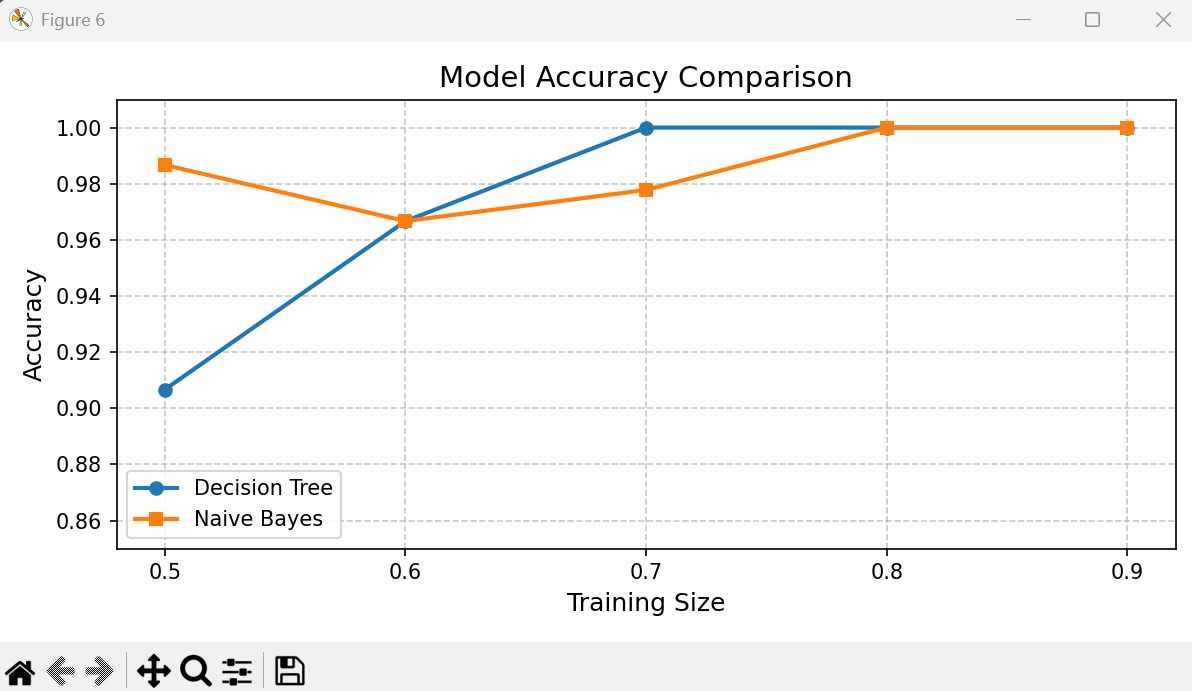 Figure 6
Model Accuracy Comparison
1.00
0.98
0.96
0.94
0.92
0.90
0.88
0.86
Accuracy
Decision Tree
Naive Bayes
0.5 0.6 0.7 0.8 0.9
Training Size